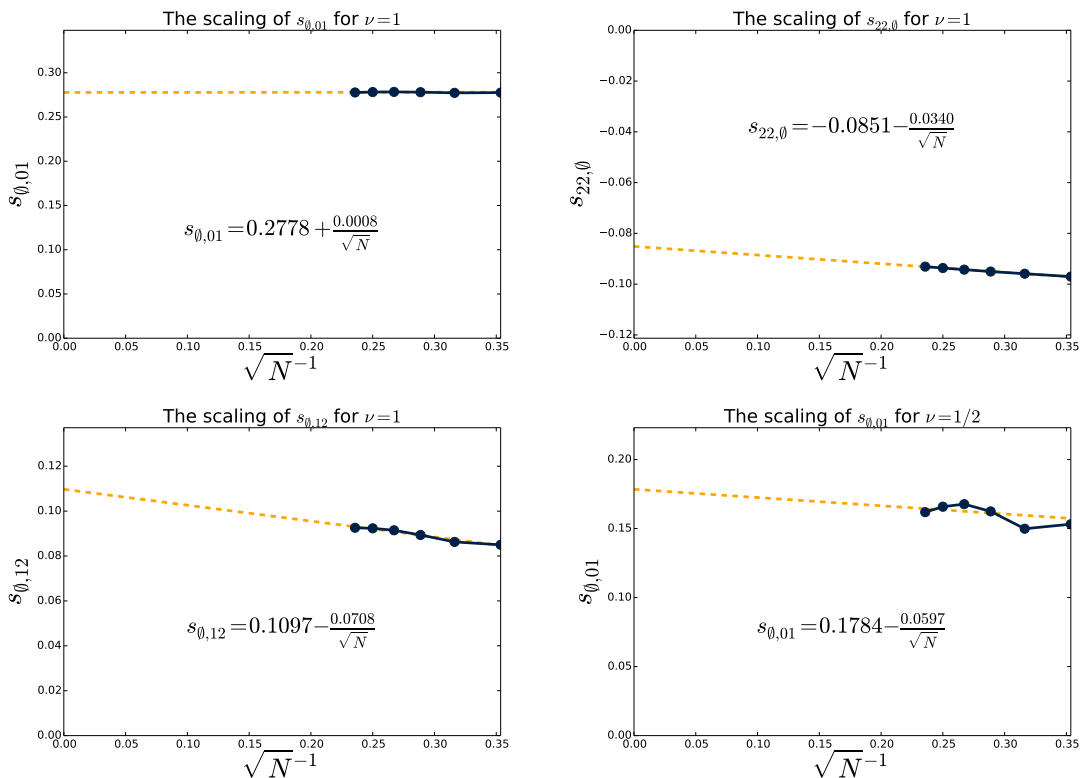 The scaling of s∅,01 for ν=1
0.30
0.25
0.20
0.15
0.10
0.05
0.00
s∅,01
s∅,01=0.2778+0.0008/√N
0.00 0.05 0.10 0.15 0.20 0.25 0.30 0.35
√N⁻¹
The scaling of s22,∅ for ν=1
0.00
−0.02
−0.04
−0.06
−0.08
−0.10
−0.12
s22,∅
s22,∅=−0.0851−0.0340/√N
0.00 0.05 0.10 0.15 0.20 0.25 0.30 0.35
√N⁻¹
The scaling of s∅,12 for ν=1
0.12
0.10
0.08
0.06
0.04
0.02
0.00
s∅,12
s∅,12=0.1097−0.0708/√N
0.00 0.05 0.10 0.15 0.20 0.25 0.30 0.35
√N⁻¹
The scaling of s∅,01 for ν=1/2
0.20
0.15
0.10
0.05
0.00
s∅,01
s∅,01=0.1784−0.0597/√N
0.00 0.05 0.10 0.15 0.20 0.25 0.30 0.35
√N⁻¹